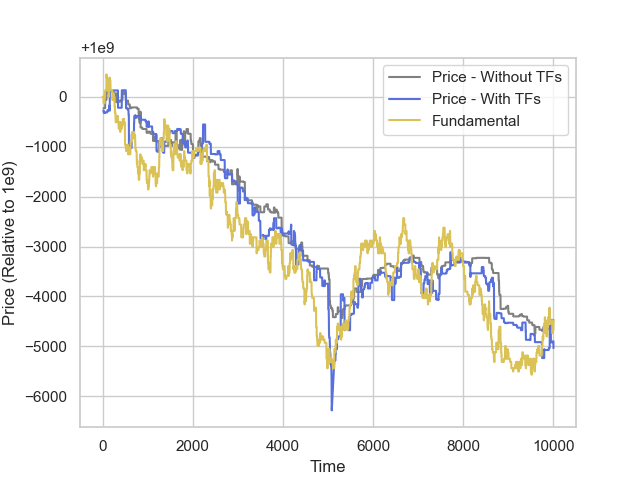 +1e9
Price - Without TFs
Price - With TFs
Fundamental
0
−1000
−2000
−3000
−4000
−5000
−6000
Price (Relative to 1e9)
0
2000
4000
6000
8000
10000
Time